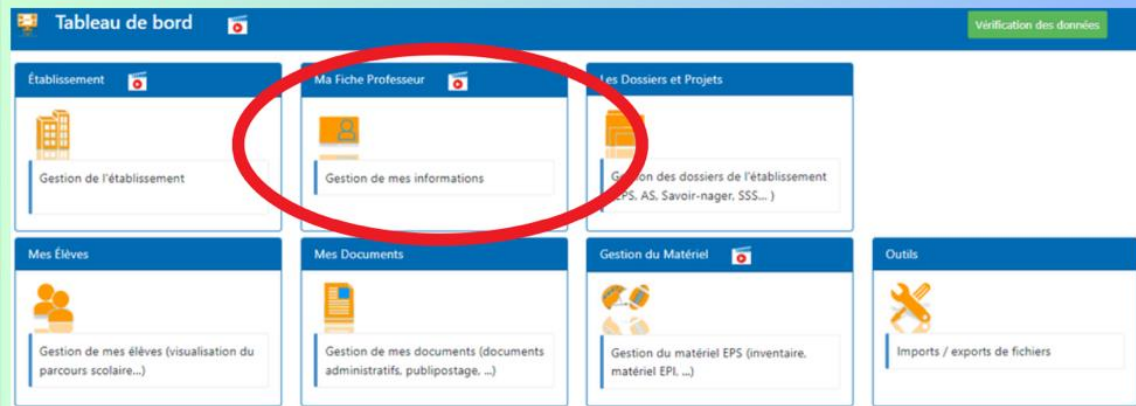 Tableau de bord
Vérification des données
Établissement
Gestion de l'établissement
Ma Fiche Professeur
Gestion de mes informations
Les Dossiers et Projets
Gestion des dossiers de l'établissement
(EPS, AS, Savoir-nager, SSS... )
Mes Élèves
Gestion de mes élèves (visualisation du
parcours scolaire...)
Mes Documents
Gestion de mes documents (documents
administratifs, publipostage, ...)
Gestion du Matériel
Gestion du matériel EPS (inventaire,
matériel EPI, ...)
Outils
Imports / exports de fichiers